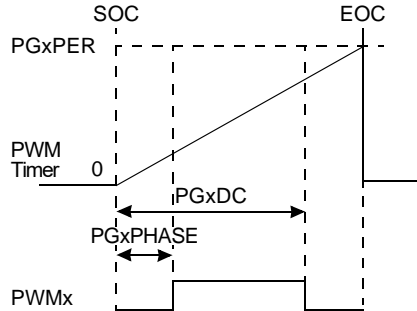 SOC EOC
PGxPER
PWM
Timer 0
PGxDC
PGxPHASE
PWMx